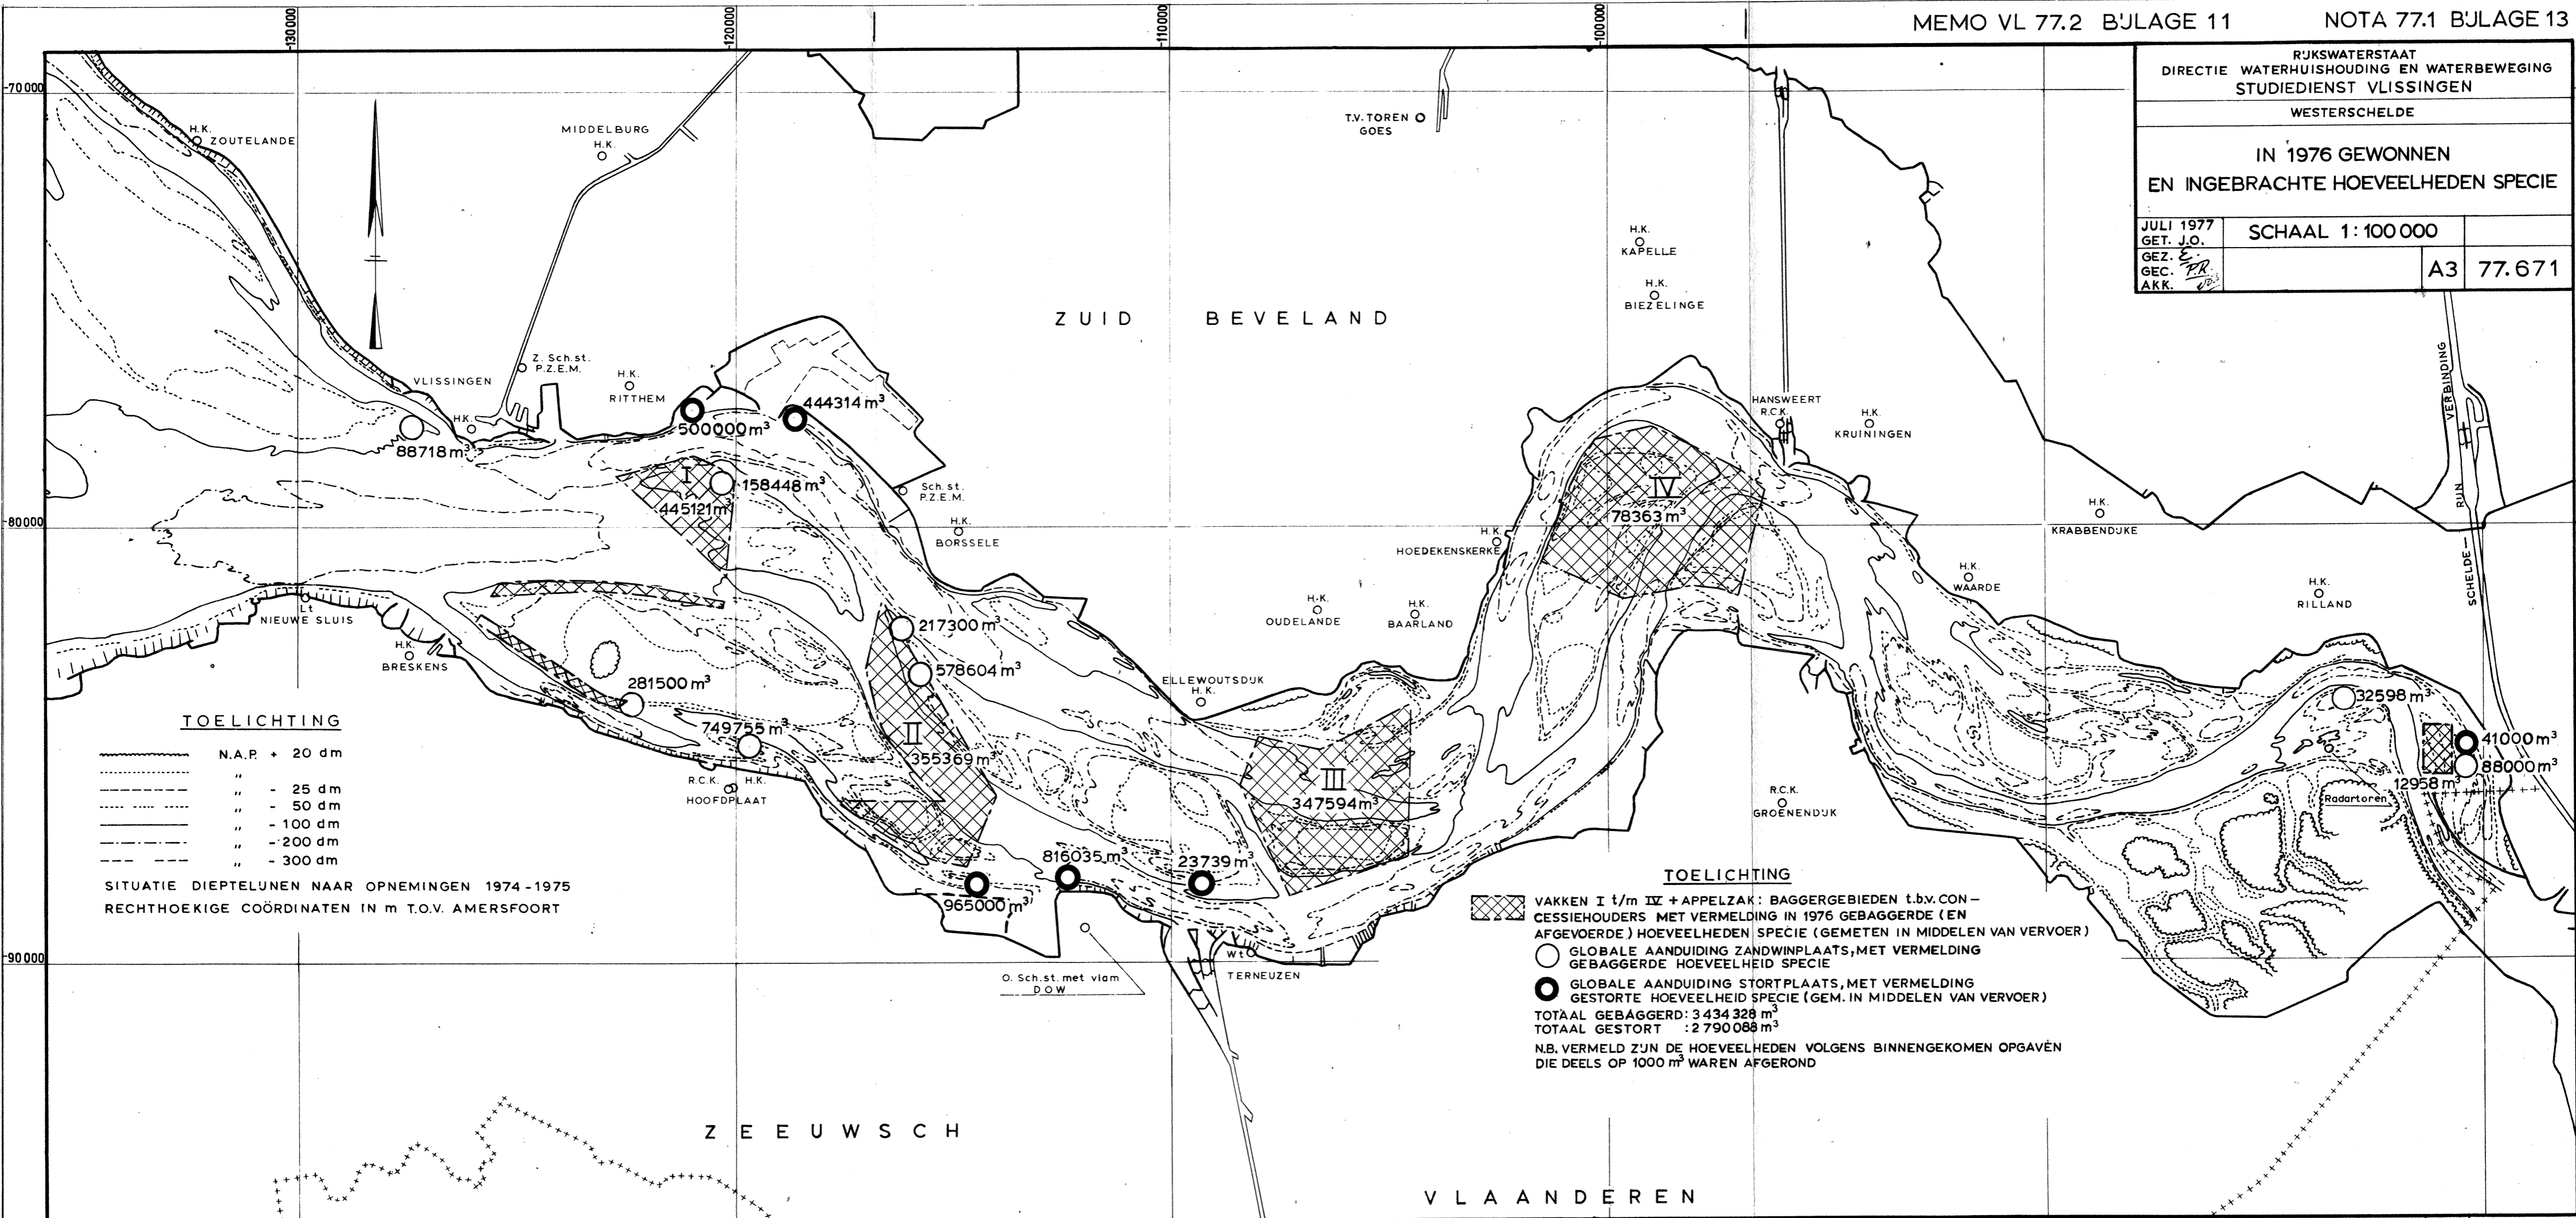 MEMO VL 77.2 BIJLAGE 11
NOTA 77.1 BIJLAGE 13
-130000
-120000
-110000
-100000
RIJKSWATERSTAAT
DIRECTIE WATERHUISHOUDING EN WATERBEWEGING
STUDIEDIENST VLISSINGEN
WESTERSCHELDE
IN 1976 GEWONNEN
EN INGEBRACHTE HOEVEELHEDEN SPECIE
JULI 1977
GET. J.O.
SCHAAL 1:100 000
GEZ.
GEC. P.R.
AKK.
A3 77.671
-70000
H.K.
ZOUTELANDE
MIDDELBURG
H.K.
T.V. TOREN
GOES
H.K.
KAPELLE
H.K.
BIEZELINGE
ZUID BEVELAND
Z. Sch.st.
P.Z.E.M.
VLISSINGEN
H.K.
H.K.
RITTHEM
88718 m³
500000 m³
444314 m³
HANSWERT
R.C.K.
H.K.
KRUININGEN
SCHELDE – RIJN VERBINDING
I
158448 m³
445121 m³
Sch. st.
P.Z.E.M.
H.K.
BORSSELE
IV
78363 m³
H.K.
HOEDEKENSKERKE
H.K.
KRABBENDIJKE
-80000
Lt
NIEUWE SLUIS
H.K.
BRESKENS
217300 m³
578604 m³
H.K.
OUDELANDE
H.K.
BAARLAND
H.K.
WAARDE
H.K.
RILLAND
281500 m³
749755 m³
II
355369 m³
R.C.K. H.K.
HOOFDPLAAT
ELLEWOUTSDIJK
H.K.
III
347594 m³
R.C.K.
GROENENDIJK
32598 m³
41000 m³
88000 m³
12958 m³
Radartoren
TOELICHTING
N.A.P. + 20 dm
"
" - 25 dm
" - 50 dm
" - 100 dm
" - 200 dm
" - 300 dm
SITUATIE DIEPTELIJNEN NAAR OPNEMINGEN 1974-1975
RECHTHOEKIGE COÖRDINATEN IN m T.O.V. AMERSFOORT
965000 m³
816035 m³
23739 m³
-90000
O. Sch.st. met vlam
DOW
Wt
TERNEUZEN
TOELICHTING
VAKKEN I t/m IV + APPELZAK: BAGGERGEBIEDEN t.b.v. CON–
CESSIEHOUDERS MET VERMELDING IN 1976 GEBAGGERDE (EN
AFGEVOERDE) HOEVEELHEDEN SPECIE (GEMETEN IN MIDDELEN VAN VERVOER)
GLOBALE AANDUIDING ZANDWINPLAATS, MET VERMELDING
GEBAGGERDE HOEVEELHEID SPECIE
GLOBALE AANDUIDING STORTPLAATS, MET VERMELDING
GESTORTE HOEVEELHEID SPECIE (GEM. IN MIDDELEN VAN VERVOER)
TOTAAL GEBAGGERD: 3 434 328 m³
TOTAAL GESTORT : 2 790 088 m³
N.B. VERMELD ZIJN DE HOEVEELHEDEN VOLGENS BINNENGEKOMEN OPGAVEN
DIE DEELS OP 1000 m³ WAREN AFGEROND
ZEEUWSCH
VLAANDEREN